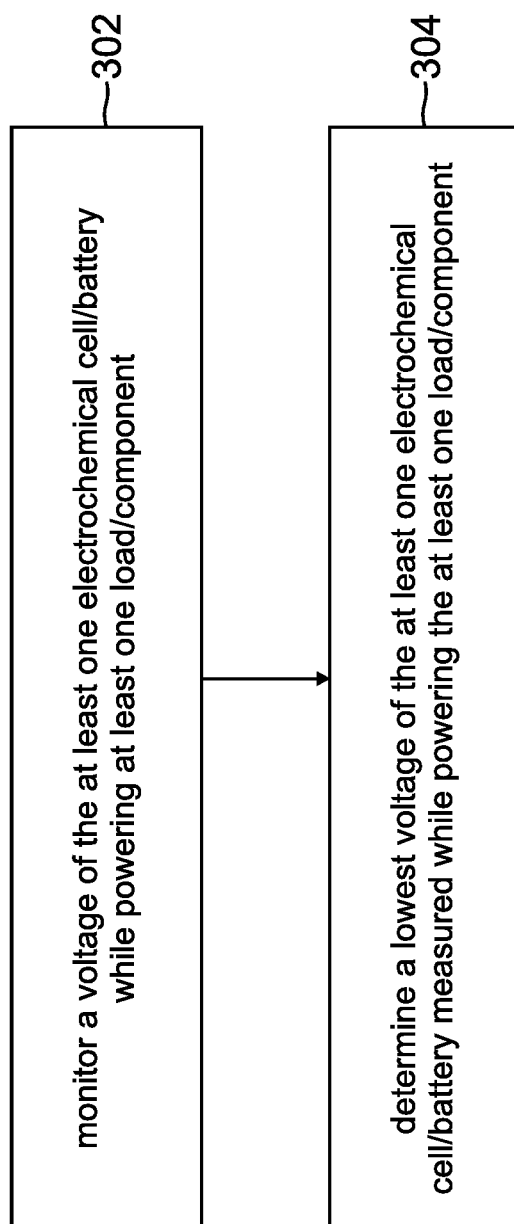 302
monitor a voltage of the at least one electrochemical cell/battery
while powering at least one load/component
304
determine a lowest voltage of the at least one electrochemical
cell/battery measured while powering the at least one load/component